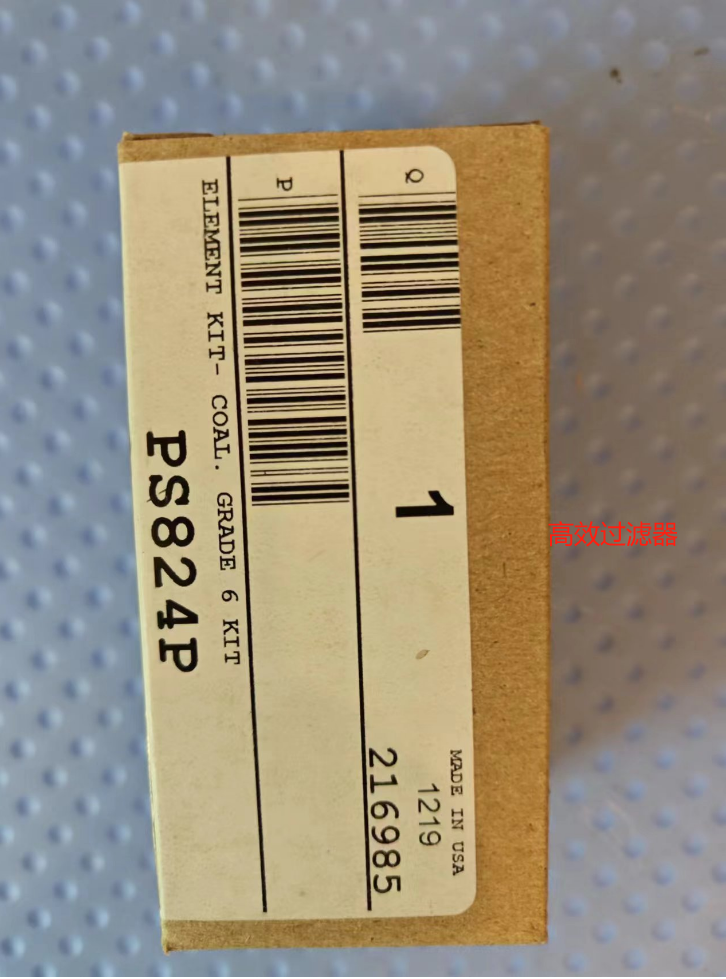 Q
1
MADE IN USA
1219
216985
P
ELEMENT KIT- COAL. GRADE 6 KIT
PS824P
高效过滤器